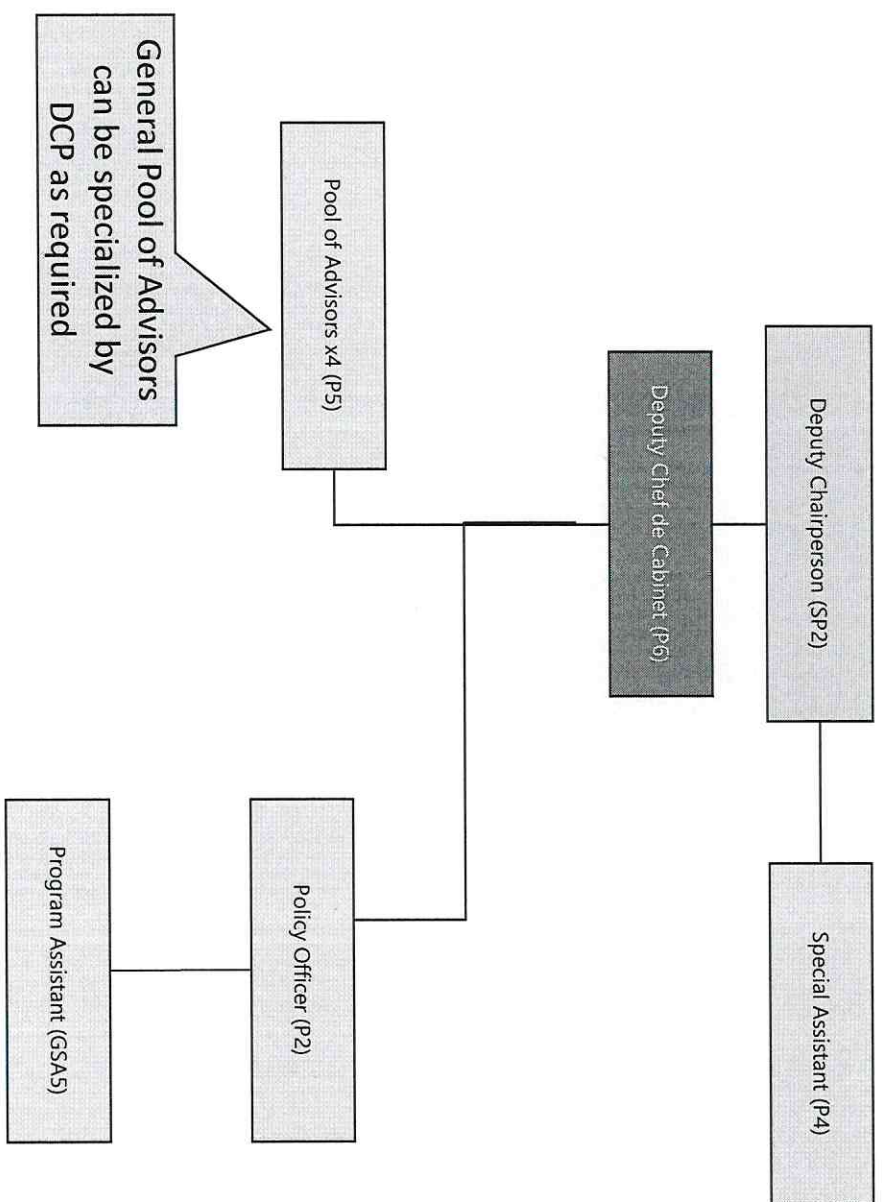 Deputy Chairperson (SP2)
Special Assistant (P4)
Deputy Chef de Cabinet (P6)
Pool of Advisors x4 (P5)
Policy Officer (P2)
General Pool of Advisors
can be specialized by
DCP as required
Program Assistant (GSA5)